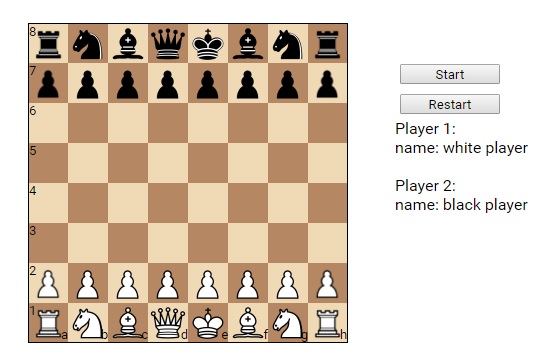 8
7
6
5
4
3
2
1
a b c d e f g h
Start
Restart
Player 1:
name: white player
Player 2:
name: black player